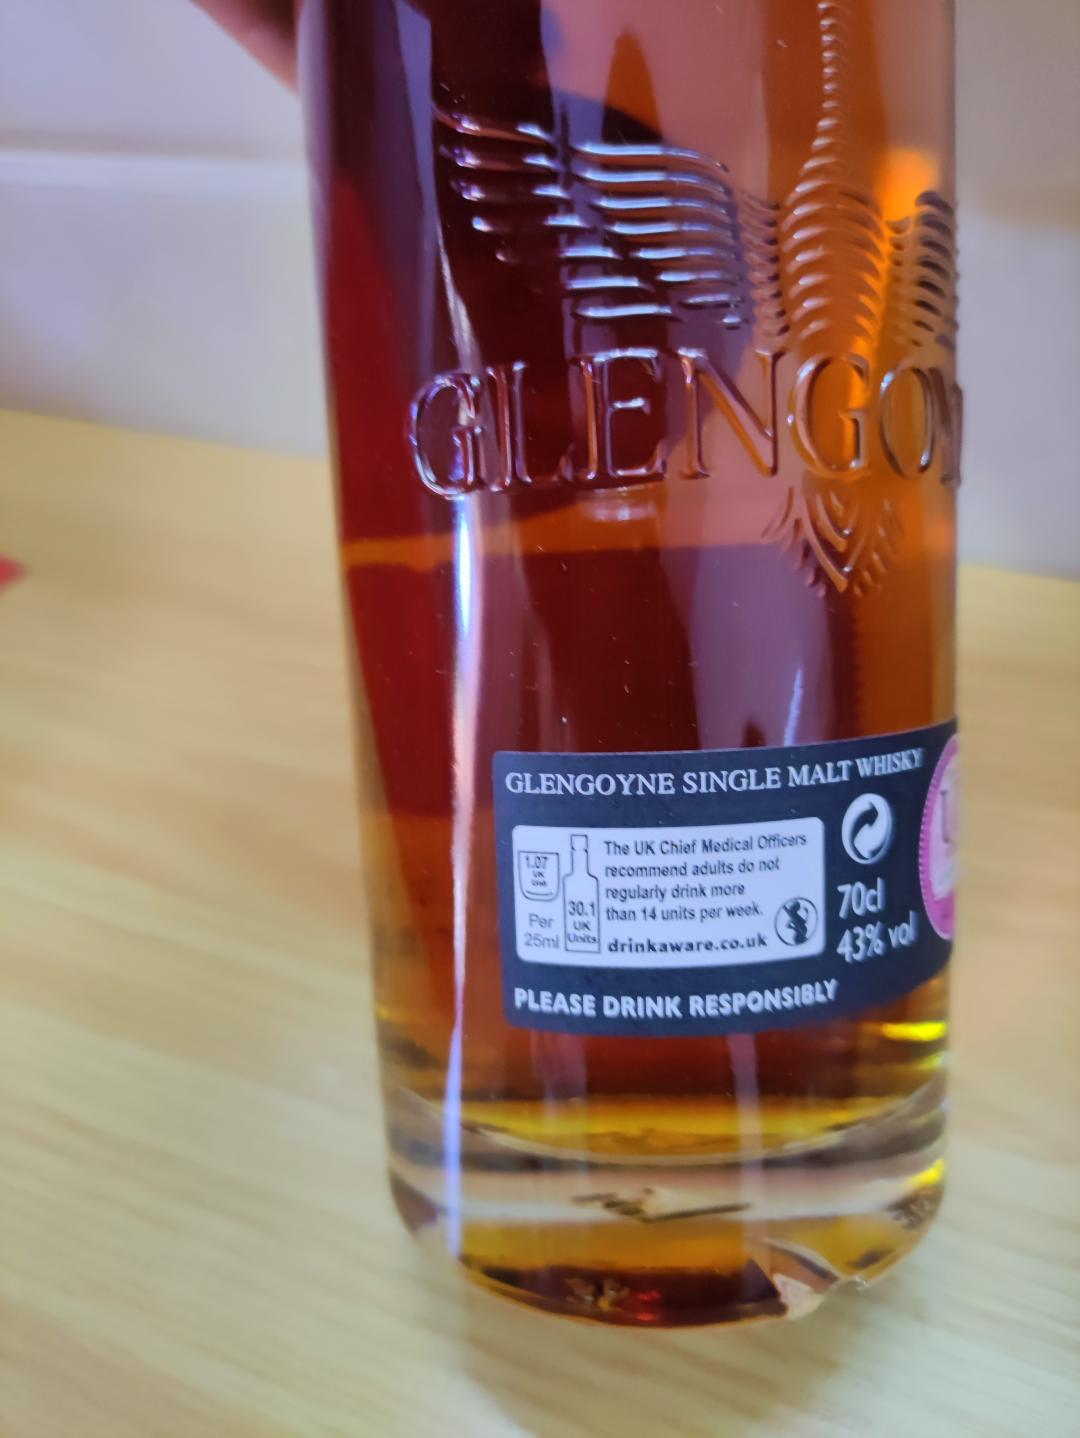 GLENGOY
GLENGOYNE SINGLE MALT WHISKY
1.07
UK
Unit
Per
25ml
30.1
UK
Units
The UK Chief Medical Officers
recommend adults do not
regularly drink more
than 14 units per week.
drinkaware.co.uk
70cl
43% vol
PLEASE DRINK RESPONSIBLY